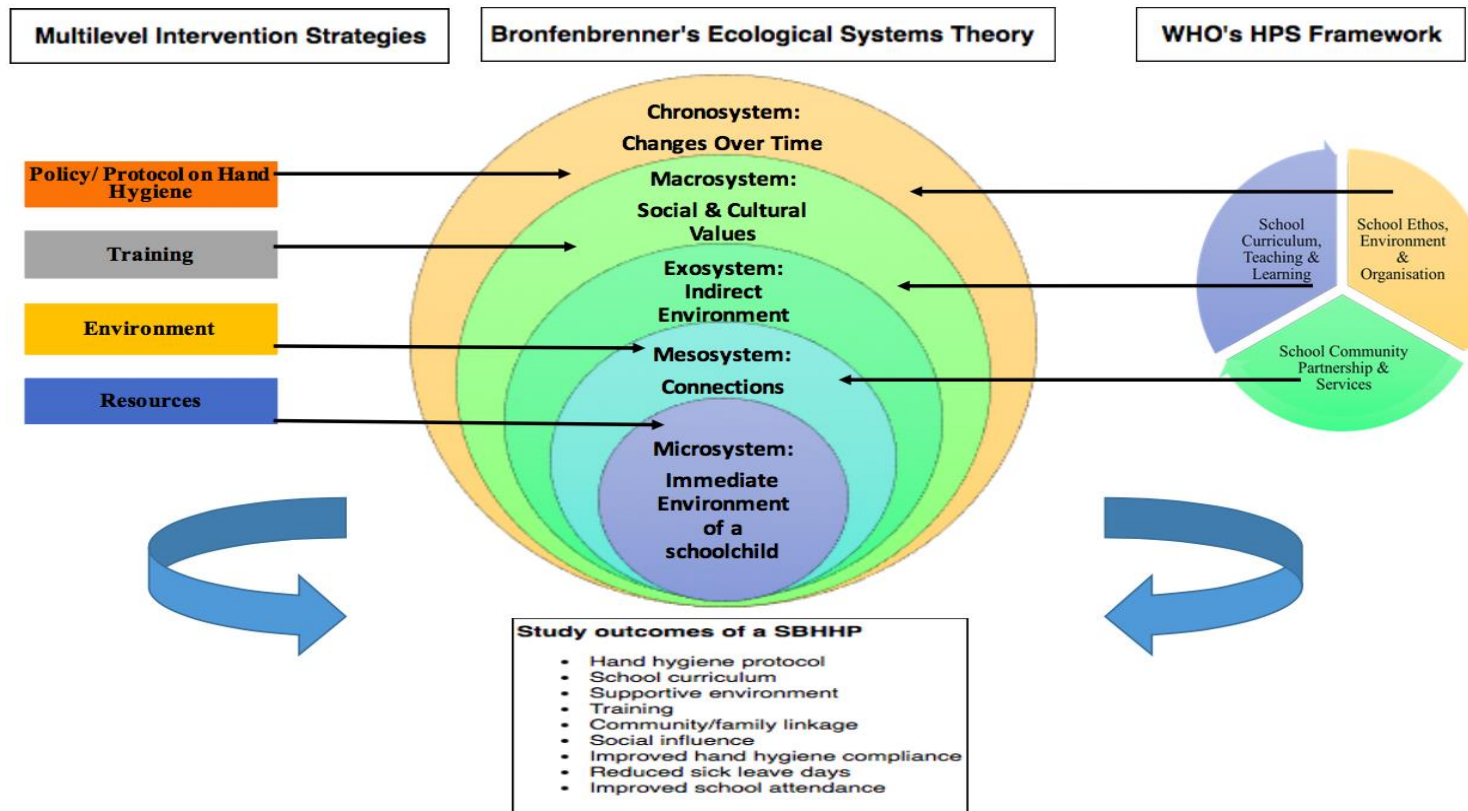 Multilevel Intervention Strategies
Bronfenbrenner's Ecological Systems Theory
WHO's HPS Framework
Policy/ Protocol on Hand
Hygiene
Training
Environment
Resources
Chronosystem:
Changes Over Time
Macrosystem:
Social & Cultural
Values
Exosystem:
Indirect
Environment
Mesosystem:
Connections
Microsystem:
Immediate
Environment
of a
schoolchild
School
Curriculum,
Teaching &
Learning
School Ethos,
Environment
&
Organisation
School Community
Partnership &
Services
Study outcomes of a SBHHP
• Hand hygiene protocol
• School curriculum
• Supportive environment
• Training
• Community/family linkage
• Social influence
• Improved hand hygiene compliance
• Reduced sick leave days
• Improved school attendance